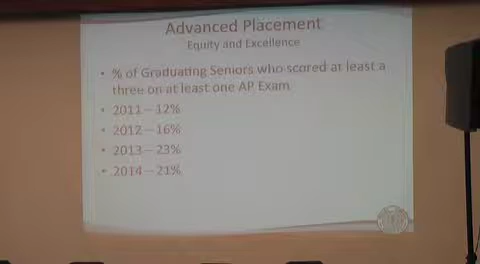 Advanced Placement
Equity and Excellence
• % of Graduating Seniors who scored at least a
three on at least one AP Exam
• 2011 – 12%
• 2012 – 16%
• 2013 – 23%
• 2014 – 21%